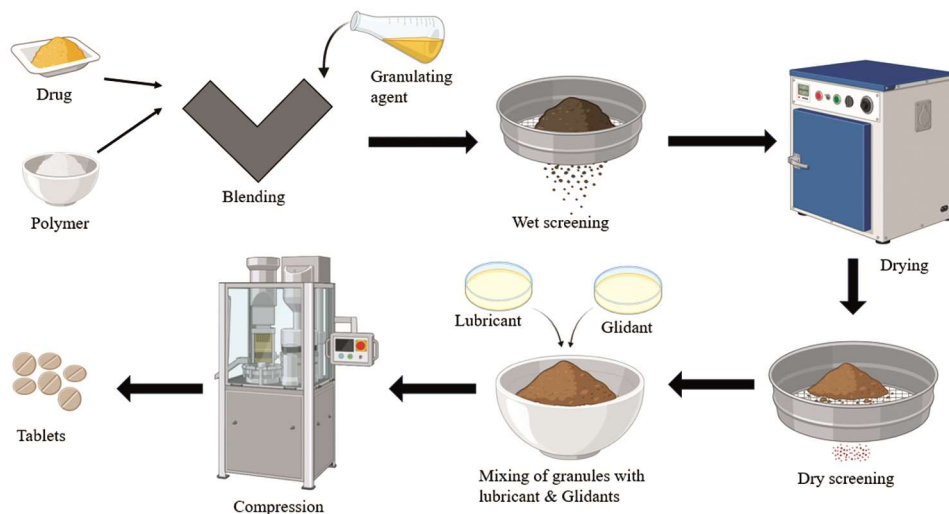 Drug
Granulating
agent
Polymer
Blending
Wet screening
Drying
Lubricant
Glidant
Tablets
Compression
Mixing of granules with
lubricant & Glidants
Dry screening